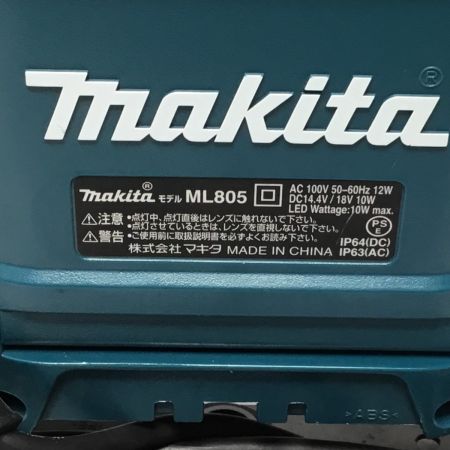 makita®
makita® モデル ML805 AC 100V 50–60Hz 12W
DC14.4V / 18V 10W
LED Wattage:10W max.
⚠注意 •点灯中、点灯直後はレンズに触れないで下さい。
•点灯させているときは、レンズを直視しないで下さい。
⚠警告 •ご使用前に取扱説明書を必ずよくお読み下さい。
PS
IP64(DC)
株式会社 マキタ MADE IN CHINA IP63(AC)
>ABS<